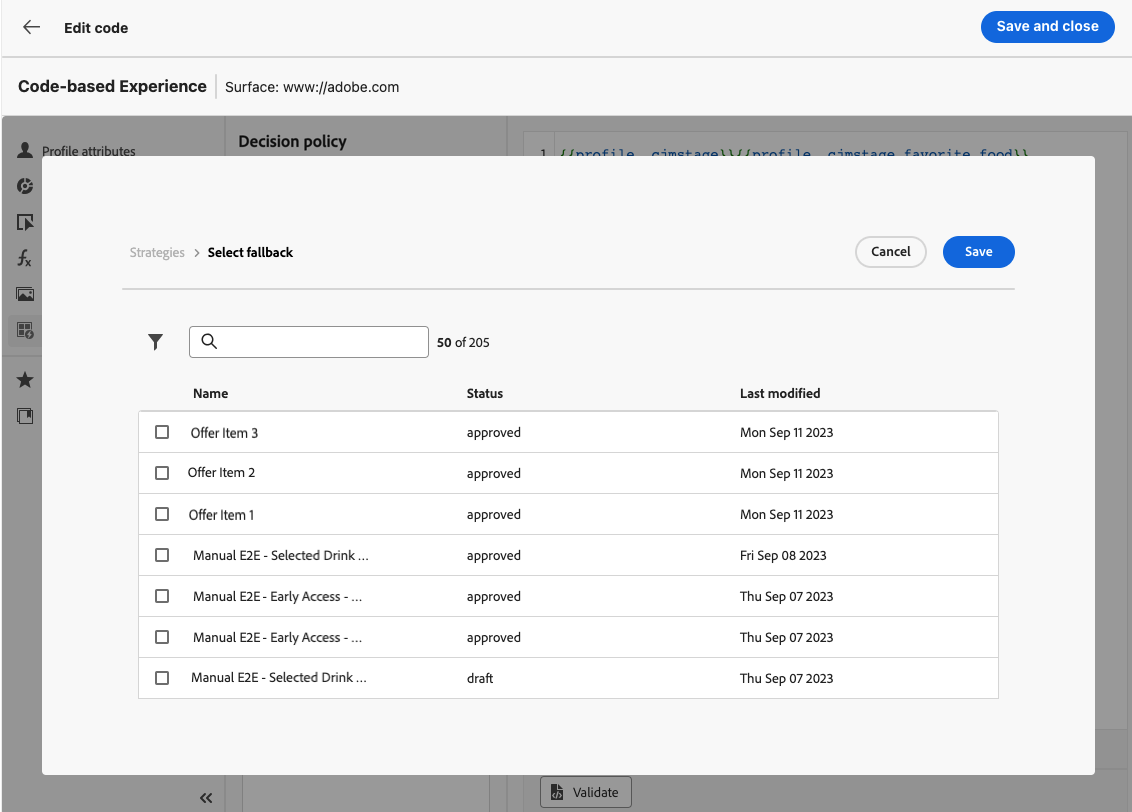 Edit code
Save and close
Code-based Experience
Surface: www://adobe.com
Profile attributes
Decision policy
1 {{profile._cjmstage}}{{profile._cjmstage.favorite_food}}
Strategies > Select fallback
Cancel
Save
50 of 205
Name Status Last modified
Offer Item 3 approved Mon Sep 11 2023
Offer Item 2 approved Mon Sep 11 2023
Offer Item 1 approved Mon Sep 11 2023
Manual E2E - Selected Drink ... approved Fri Sep 08 2023
Manual E2E - Early Access - ... approved Thu Sep 07 2023
Manual E2E - Early Access - ... approved Thu Sep 07 2023
Manual E2E - Selected Drink ... draft Thu Sep 07 2023
Validate